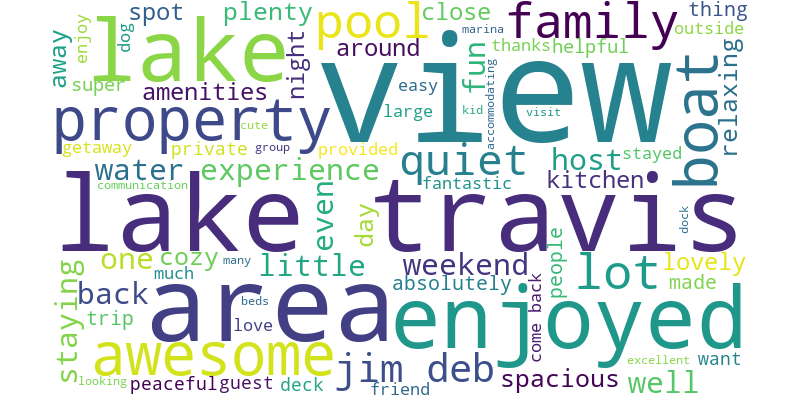 spot
plenty
close
thing
lake
pool
family
marina
enjoy
dog
outside
away
night
around
fun
thanks
helpful
view
boat
relaxing
super
amenities
easy
accommodating
property
large
kid
visit
cute
getaway
private
group
provided
quiet
host
stayed
water
experience
fantastic
kitchen
communication
lake travis
even
day
dock
one
cozy
many
little
weekend
people
lot
lovely
staying
much
absolutely
come back
made
back
area
beds
enjoyed
trip
love
awesome
jim deb
excellent
want
looking
peaceful
guest
deck
friend
spacious
well